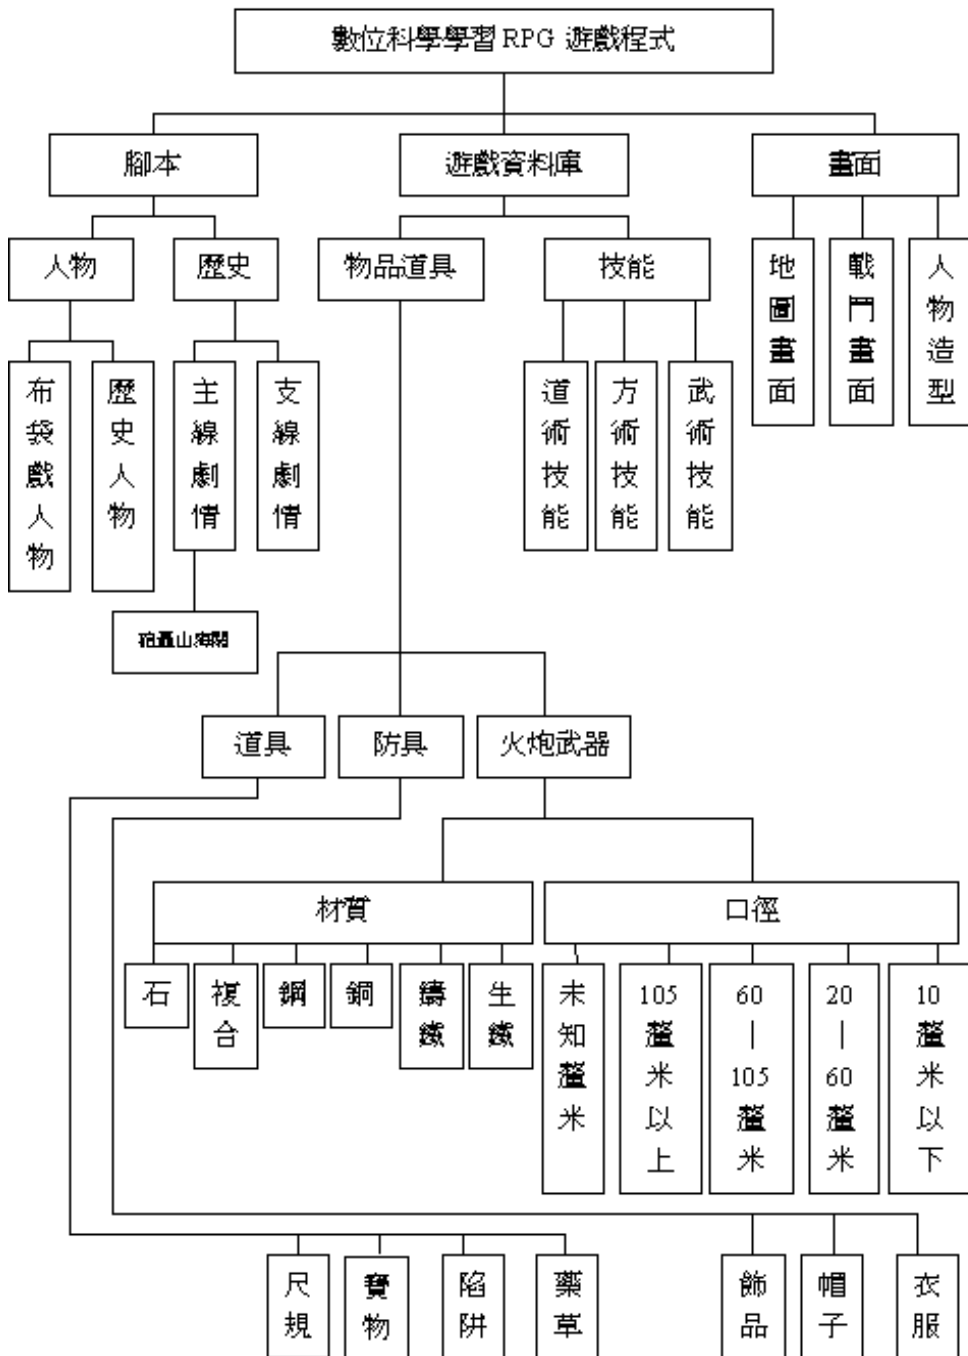 數位科學學習 RPG 遊戲程式
腳本
遊戲資料庫
畫面
人物
歷史
物品道具
技能
地圖畫面
戰鬥畫面
人物造型
布袋戲人物
歷史人物
主線劇情
支線劇情
道術技能
方術技能
武術技能
山海關
道具
防具
火炮武器
材質
口徑
石
複合
鋼
銅
鑄鐵
生鐵
未知釐米
105釐米以上
60|105釐米
20|60釐米
10釐米以下
尺規
寶物
陷阱
藥草
飾品
帽子
衣服